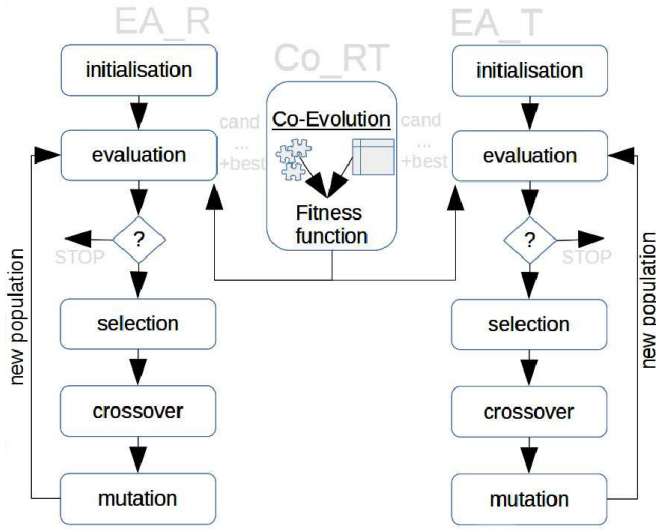 EA_R
Co_RT
EA_T
initialisation
evaluation
?
STOP
selection
crossover
mutation
new population
cand
...
+best
Co-Evolution
Fitness
function
cand
...
+best
initialisation
evaluation
?
STOP
selection
crossover
mutation
new population